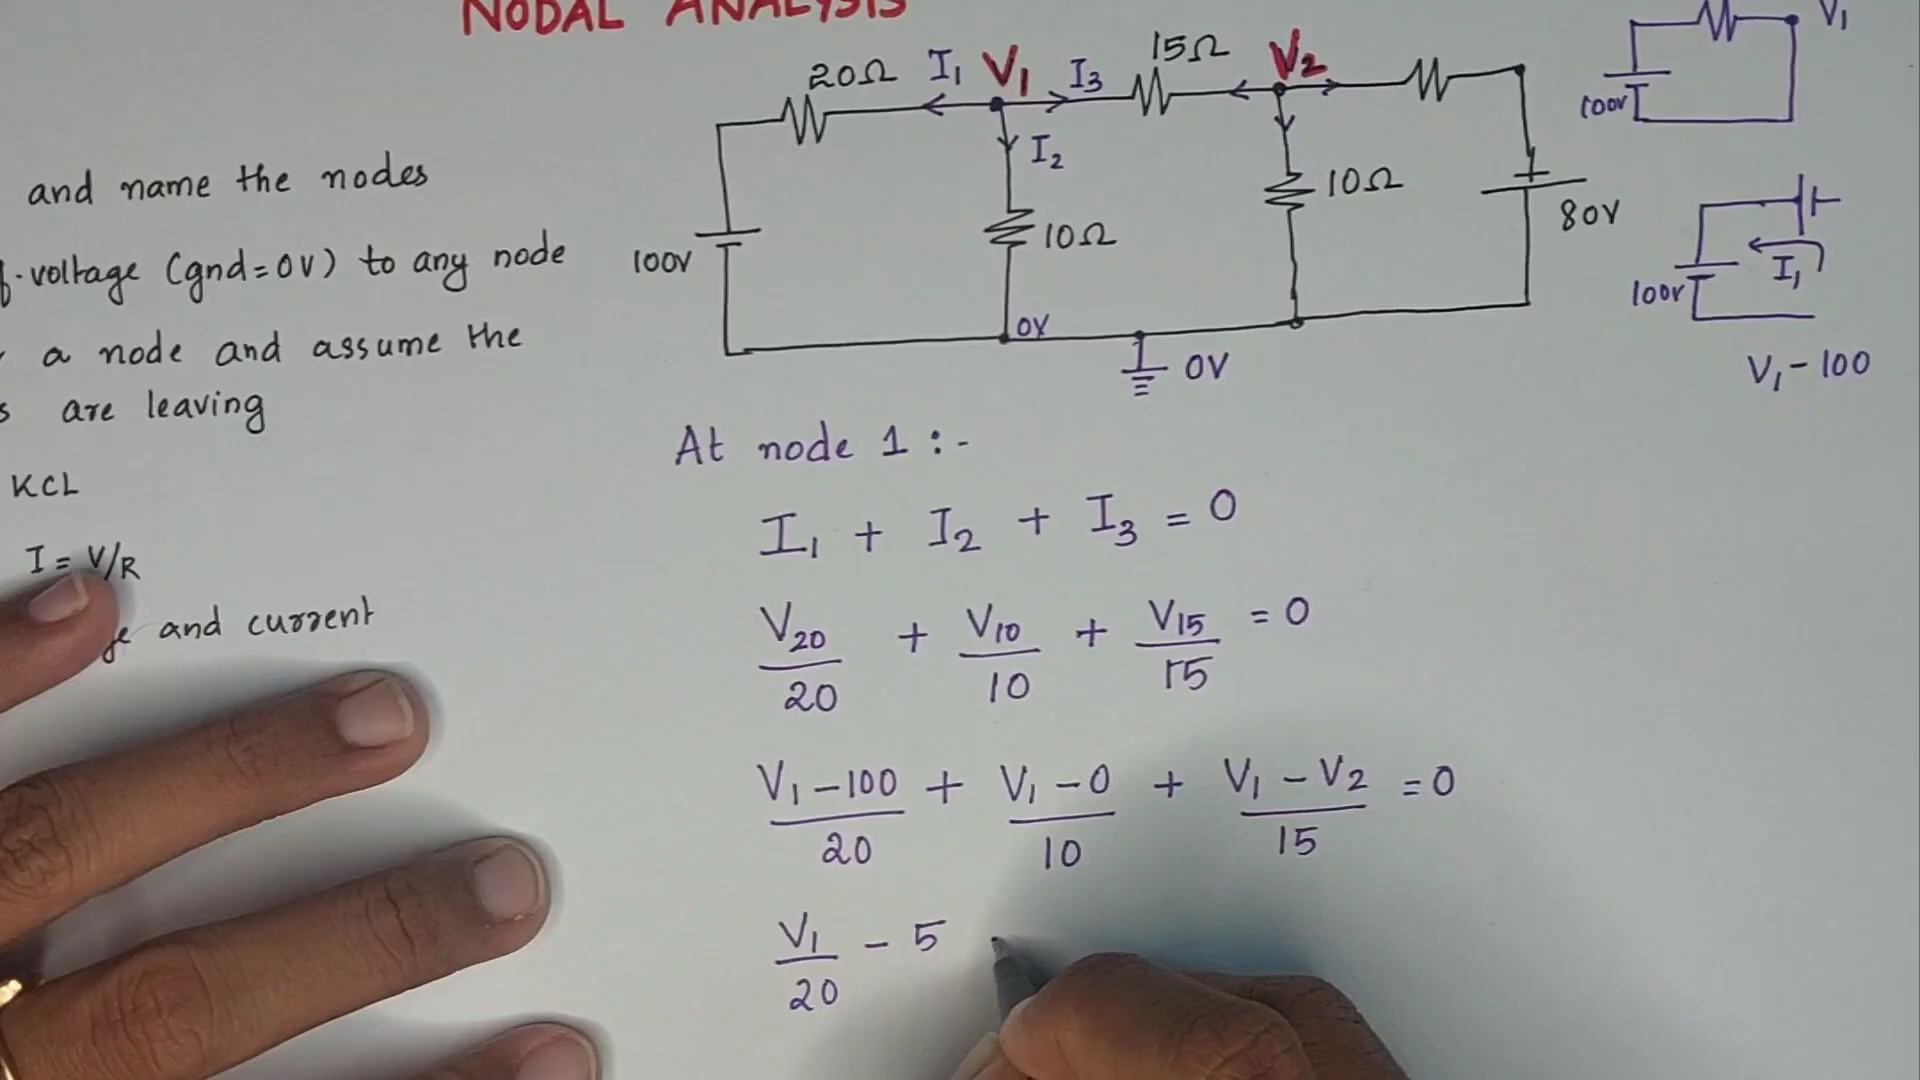 NODAL ANALYSIS
and name the nodes
voltage (gnd=0V) to any node
a node and assume the
s are leaving
KCL
I = V/R
and current
20Ω I₁ V₁ I₃ 15Ω V₂
I₂
100V 10Ω 10Ω 80V
0V
0V
V₁
100V
100V I₁
V₁ - 100
At node 1 :-
I₁ + I₂ + I₃ = 0
V₂₀/20 + V₁₀/10 + V₁₅/15 = 0
V₁ - 100/20 + V₁ - 0/10 + V₁ - V₂/15 = 0
V₁/20 - 5